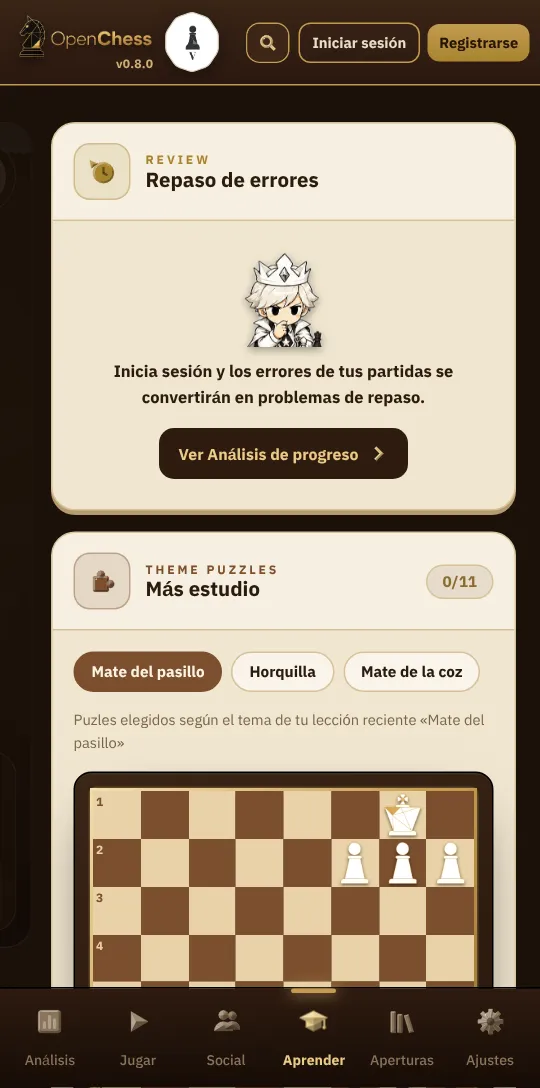 OpenChess
v0.8.0
V
Iniciar sesión
Registrarse
REVIEW
Repaso de errores
Inicia sesión y los errores de tus partidas se
convertirán en problemas de repaso.
Ver Análisis de progreso
THEME PUZZLES
Más estudio
0/11
Mate del pasillo
Horquilla
Mate de la coz
Puzles elegidos según el tema de tu lección reciente «Mate del
pasillo»
1
2
3
4
Análisis
Jugar
Social
Aprender
Aperturas
Ajustes